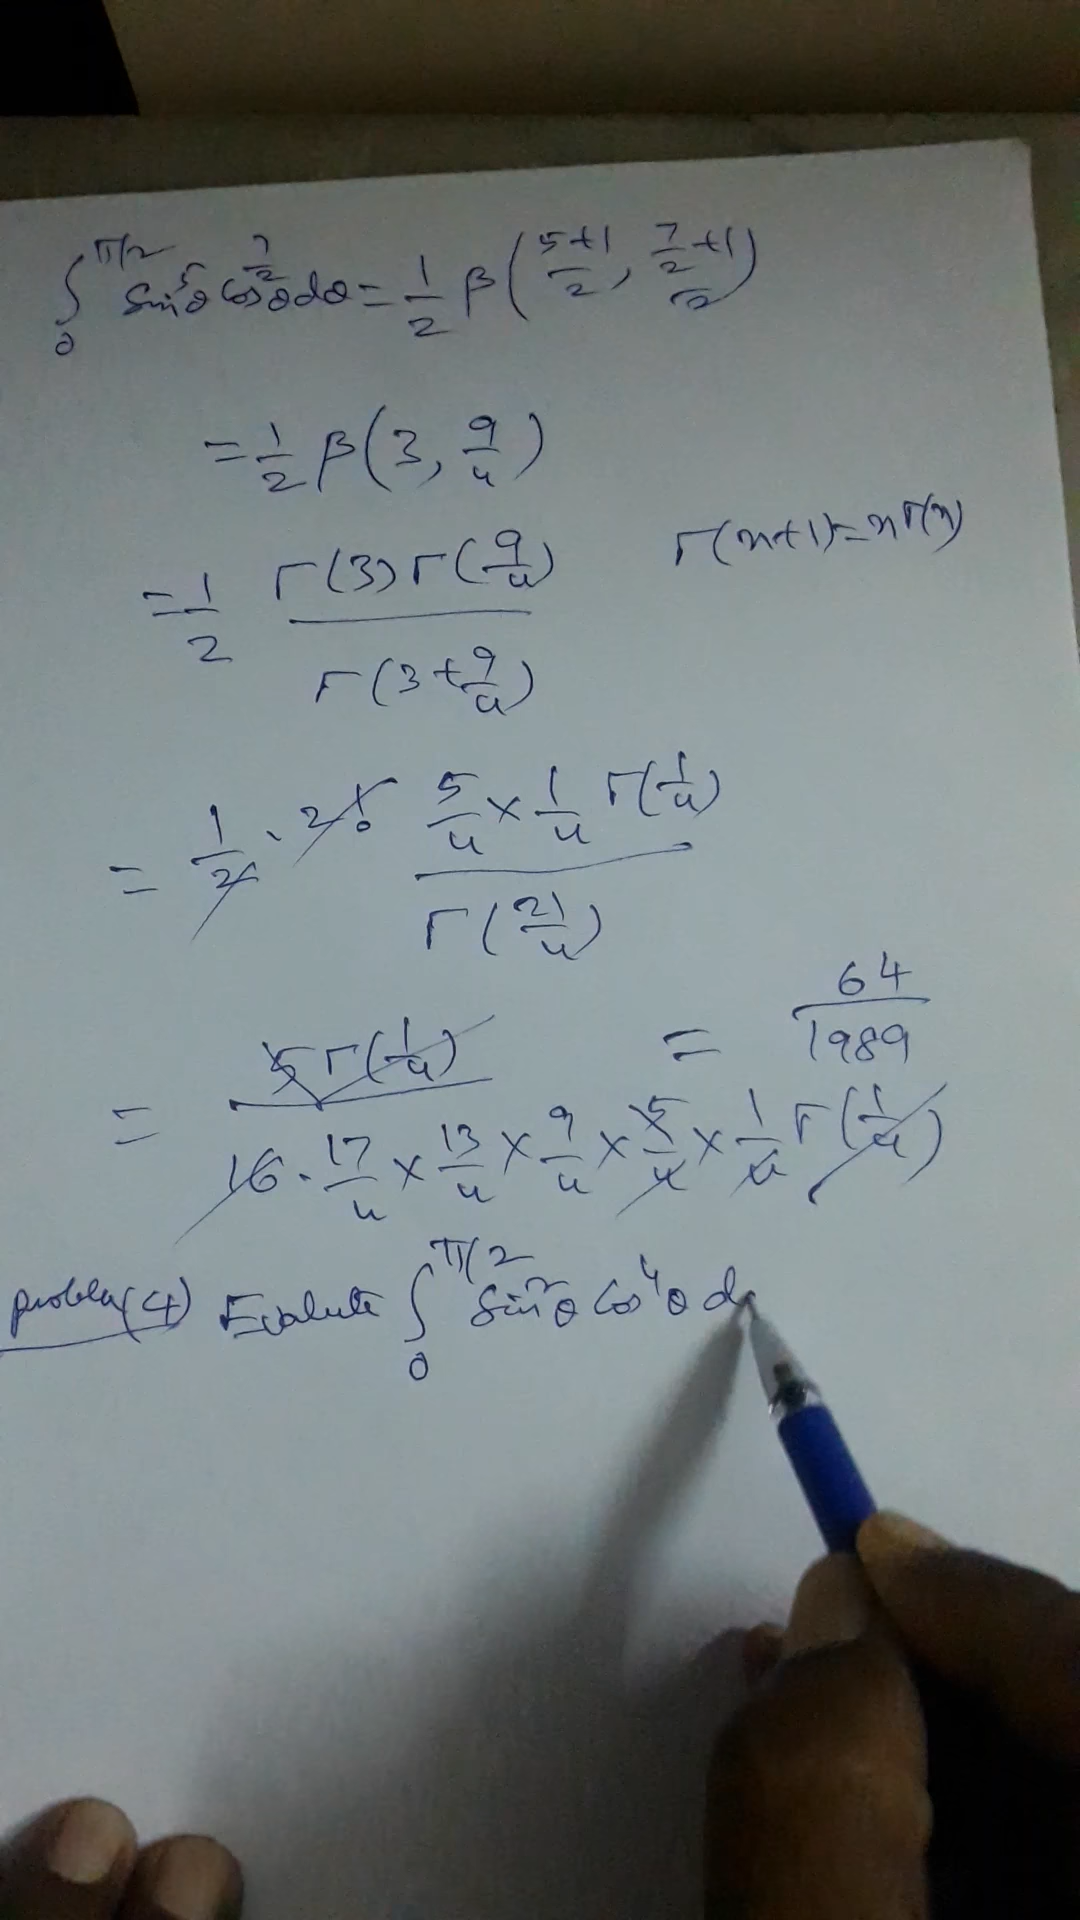 ∫₀^π/2 sin⁵θ cos^7/2 θ dθ = 1/2 β(5+1/2, 7/2+1/2)
= 1/2 β(3, 9/4)
= 1/2 Γ(3) Γ(9/4) / Γ(3+9/4)
Γ(n+1) = nΓ(n)
= 1/2 · 2! 5/4 × 1/4 Γ(1/4) / Γ(21/4)
= 5Γ(1/4) / 16 · 17/4 × 13/4 × 9/4 × 5/4 × 1/4 Γ(1/4)
= 64/1989
problem(4) Evalute ∫₀^π/2 sin²θ cos⁴θ d